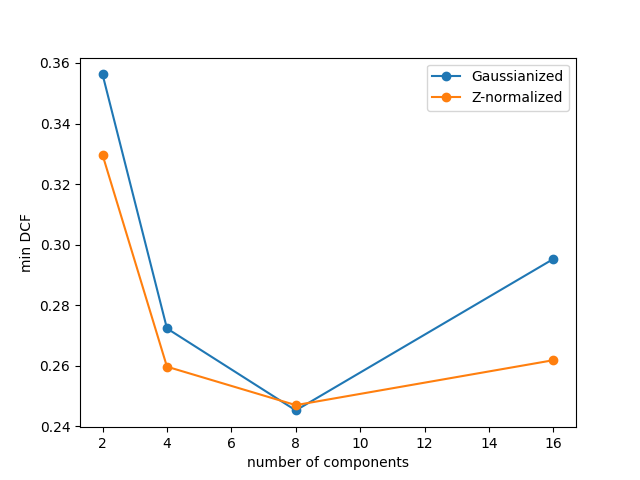 Gaussianized
Z-normalized
min DCF
0.36
0.34
0.32
0.30
0.28
0.26
0.24
2 4 6 8 10 12 14 16
number of components